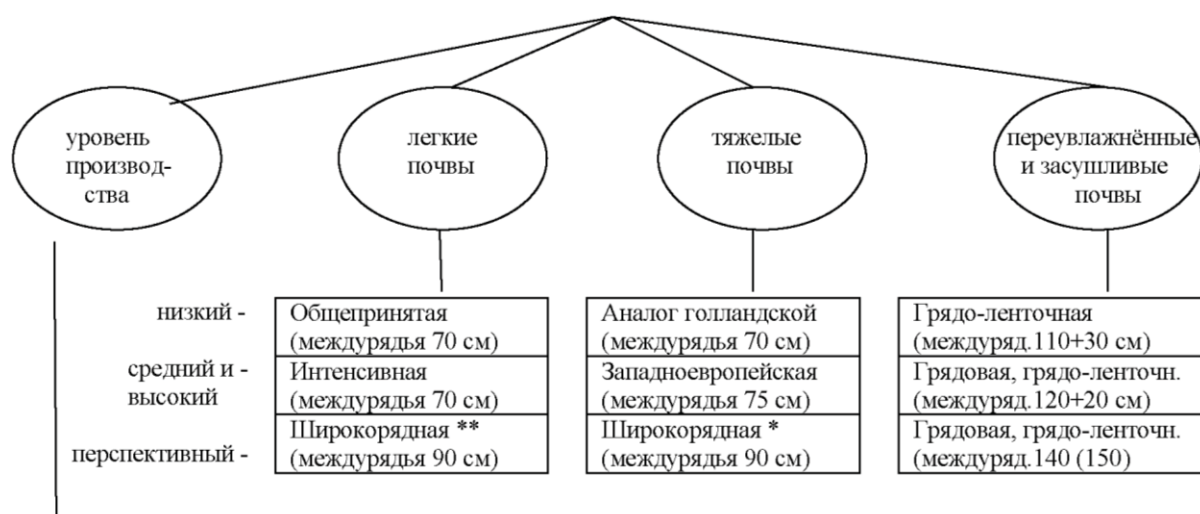 уровень
производ-
ства
легкие
почвы
тяжелые
почвы
переувлажнённые
и засушливые
почвы
низкий -
Общепринятая
(междурядья 70 см)
Аналог голландской
(междурядья 70 см)
Грядо-ленточная
(междуряд.110+30 см)
средний и -
высокий
Интенсивная
(междурядья 70 см)
Западноевропейская
(междурядья 75 см)
Грядовая, грядо-ленточн.
(междуряд.120+20 см)
перспективный -
Широкорядная **
(междурядья 90 см)
Широкорядная *
(междурядья 90 см)
Грядовая, грядо-ленточн.
(междуряд.140 (150)